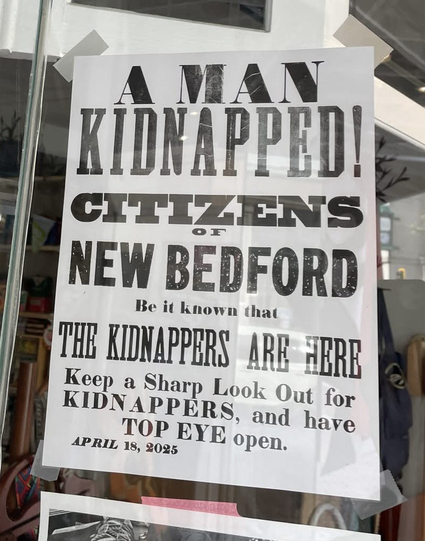 A MAN
KIDNAPPED!
CITIZENS
OF
NEW BEDFORD
Be it known that
THE KIDNAPPERS ARE HERE
Keep a Sharp Look Out for
KIDNAPPERS, and have
TOP EYE open.
APRIL 18, 2025